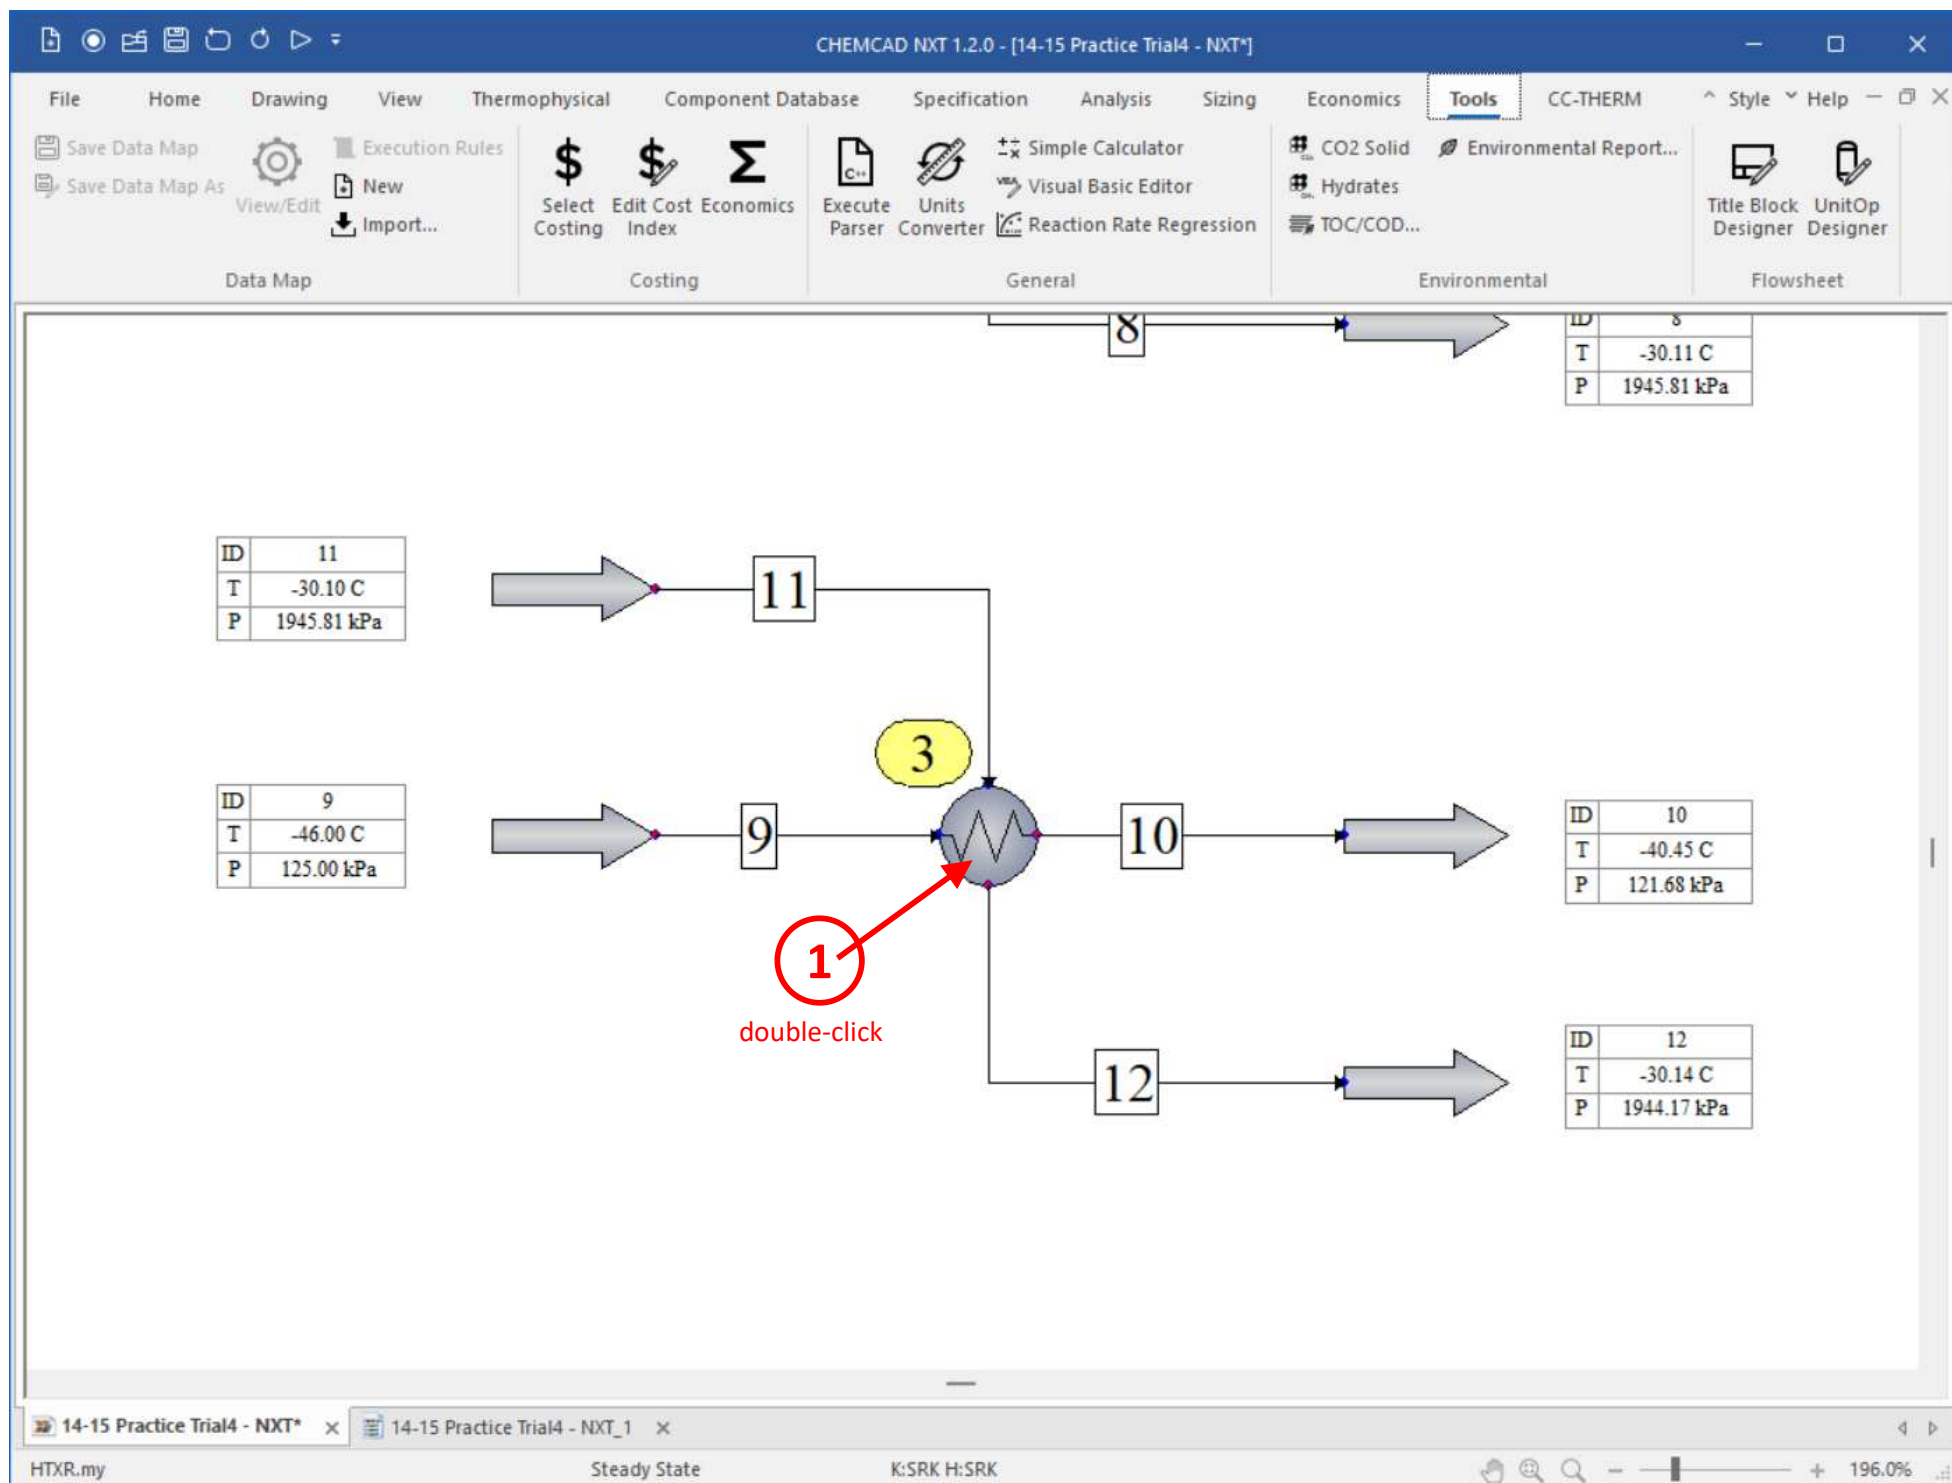 CHEMCAD NXT 1.2.0 - [14-15 Practice Trial4 - NXT*]
File Home Drawing View Thermophysical Component Database Specification Analysis Sizing Economics Tools CC-THERM Style Help
Save Data Map
Save Data Map As
View/Edit
Execution Rules
New
Import...
Data Map
$ Select Costing
$ Edit Cost Index
Σ Economics
Costing
C++
Execute Parser
Units Converter
Simple Calculator
VBA Visual Basic Editor
Reaction Rate Regression
General
CO2 Solid
Hydrates
TOC/COD...
Environmental Report...
Environmental
Title Block Designer
UnitOp Designer
Flowsheet
8
ID 8
T -30.11 C
P 1945.81 kPa
ID 11
T -30.10 C
P 1945.81 kPa
11
3
ID 9
T -46.00 C
P 125.00 kPa
9
10
ID 10
T -40.45 C
P 121.68 kPa
1
double-click
12
ID 12
T -30.14 C
P 1944.17 kPa
14-15 Practice Trial4 - NXT*
14-15 Practice Trial4 - NXT_1
HTXR.my Steady State K:SRK H:SRK 196.0%